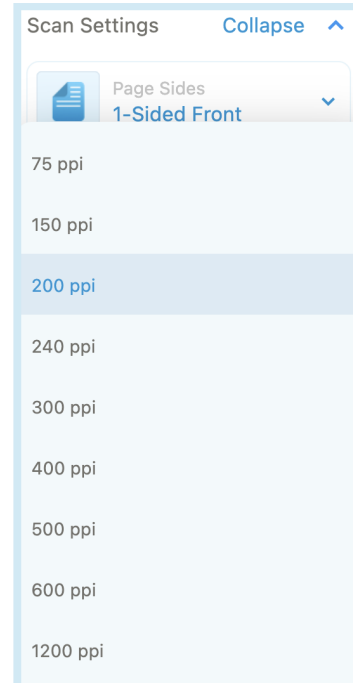 Scan Settings Collapse
Page Sides
1-Sided Front
75 ppi
150 ppi
200 ppi
240 ppi
300 ppi
400 ppi
500 ppi
600 ppi
1200 ppi